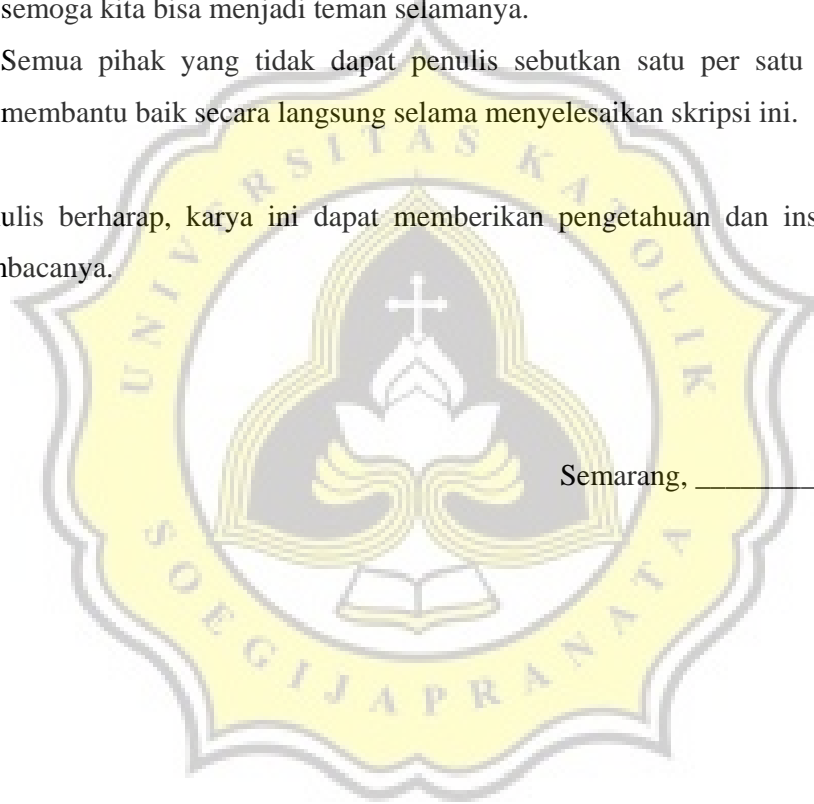 semoga kita bisa menjadi teman selamanya.
Semua pihak yang tidak dapat penulis sebutkan satu per satu
membantu baik secara langsung selama menyelesaikan skripsi ini.
ulis berharap, karya ini dapat memberikan pengetahuan dan ins
bacanya.
Semarang, ________
UNIVERSITAS KATOLIK
SOEGIJAPRANATA